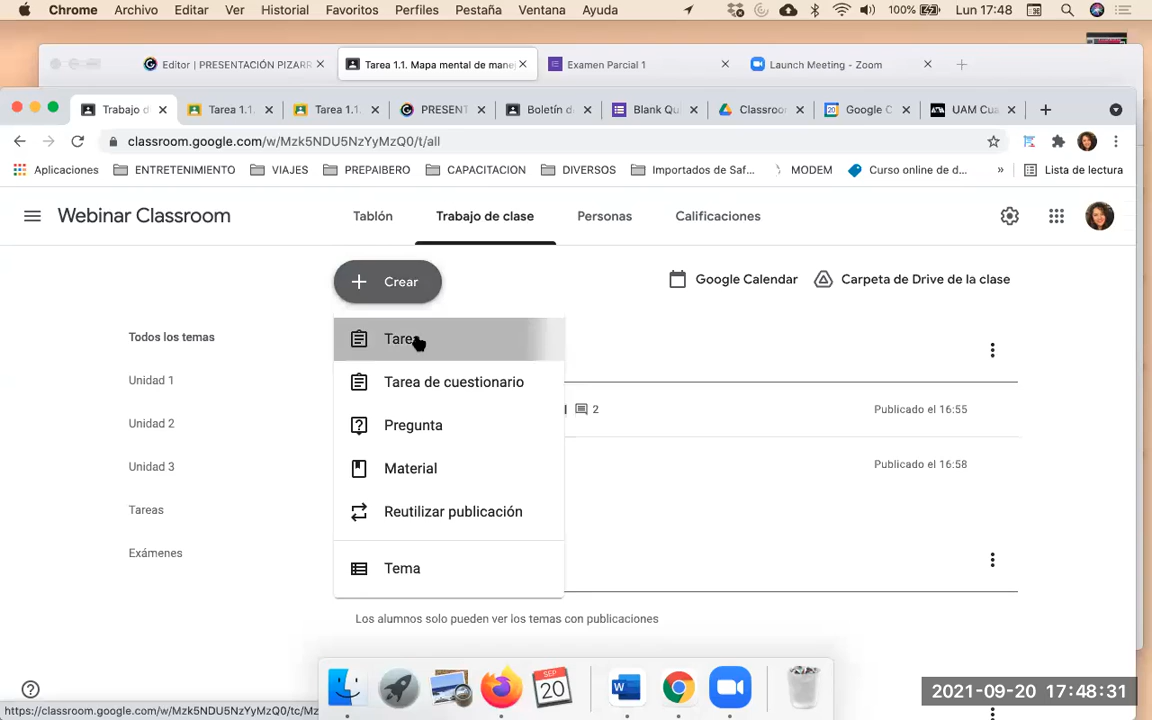 Chrome Archivo Editar Ver Historial Favoritos Perfiles Pestaña Ventana Ayuda 100% Lun 17:48
Editor | PRESENTACIÓN PIZARR Tarea 1.1. Mapa mental de mane Examen Parcial 1 Launch Meeting - Zoom
Trabajo d Tarea 1.1. Tarea 1.1. PRESENT Boletín d Blank Qui Classroo Google C UAM Cua
classroom.google.com/w/Mzk5NDU5NzYyMzQ0/t/all
Aplicaciones ENTRETENIMIENTO VIAJES PREPAIBERO CAPACITACION DIVERSOS Importados de Saf... MODEM Curso online de d... » Lista de lectura
Webinar Classroom Tablón Trabajo de clase Personas Calificaciones
Crear Google Calendar Carpeta de Drive de la clase
Todos los temas
Unidad 1
Unidad 2
Unidad 3
Tareas
Exámenes
Tarea
Tarea de cuestionario
Pregunta
Material
Reutilizar publicación
Tema
2 Publicado el 16:55
Publicado el 16:58
Los alumnos solo pueden ver los temas con publicaciones
SEP
20
https://classroom.google.com/w/Mzk5NDU5NzYyMzQ0/tc/Mz
2021-09-20 17:48:31